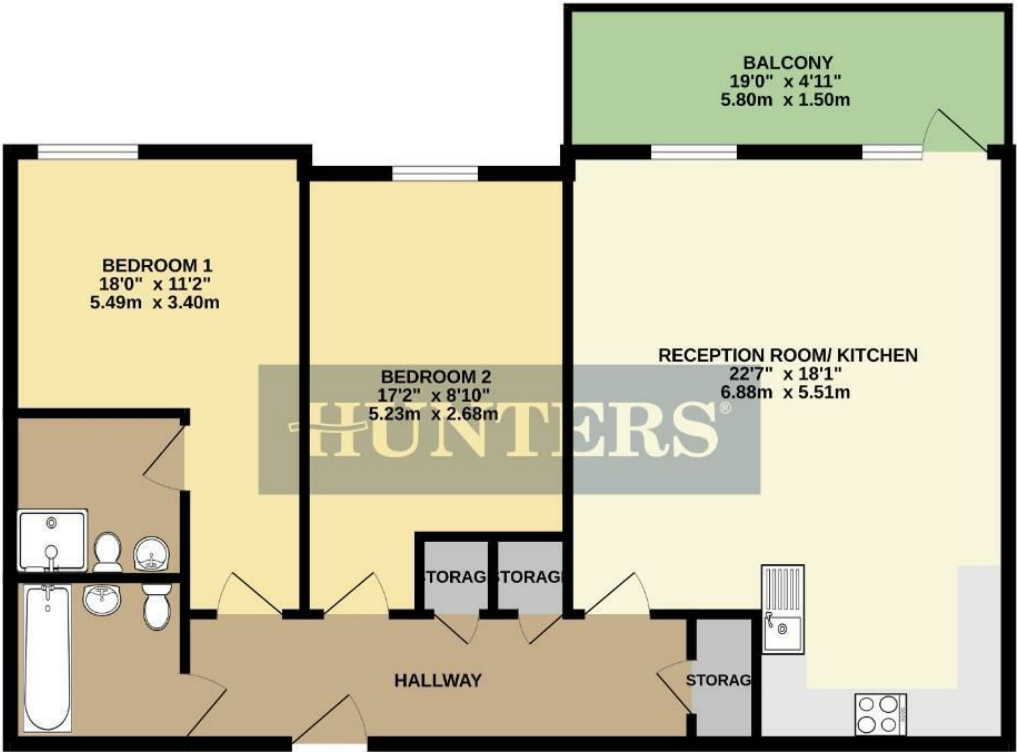 BALCONY
19'0" x 4'11"
5.80m x 1.50m
BEDROOM 1
18'0" x 11'2"
5.49m x 3.40m
RECEPTION ROOM/ KITCHEN
22'7" x 18'1"
6.88m x 5.51m
BEDROOM 2
17'2" x 8'10"
5.23m x 2.68m
HUNTERS®
TORAG
TORAG
HALLWAY
STORAG